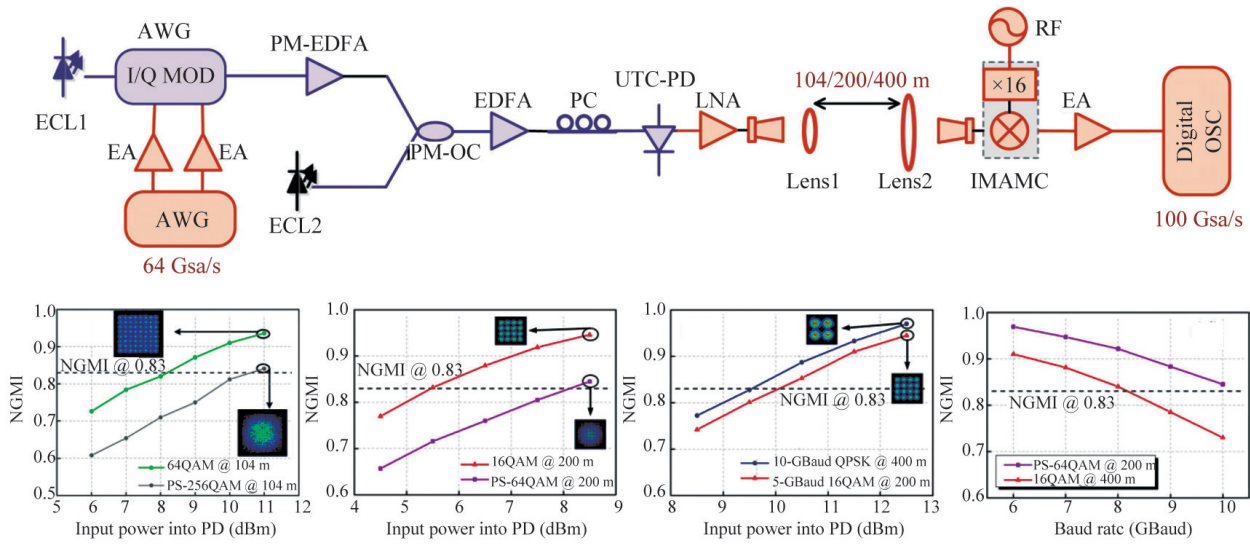 AWG
I/Q MOD
ECL1
PM-EDFA
EA
EA
AWG
64 Gsa/s
ECL2
PM-OC
EDFA
PC
UTC-PD
LNA
104/200/400 m
Lens1
Lens2
RF
×16
IMAMC
EA
Digital
OSC
100 Gsa/s
1.0
0.9
0.8
0.7
0.6
0.5
NGMI
NGMI @ 0.83
64QAM @ 104 m
PS-256QAM @ 104 m
5 6 7 8 9 10 11 12
Input power into PD (dBm)
1.0
0.9
0.8
0.7
0.6
NGMI
NGMI @ 0.83
16QAM @ 200 m
PS-64QAM @ 200 m
4 5 6 7 8 9
Input power into PD (dBm)
1.0
0.9
0.8
0.7
0.6
NGMI
NGMI @ 0.83
10-GBaud QPSK @ 400 m
5-GBaud 16QAM @ 200 m
8 9 10 11 12 13
Input power into PD (dBm)
1.0
0.9
0.8
0.7
0.6
NGMI
NGMI @ 0.83
PS-64QAM @ 200 m
16QAM @ 400 m
6 7 8 9 10
Baud ratc (GBaud)